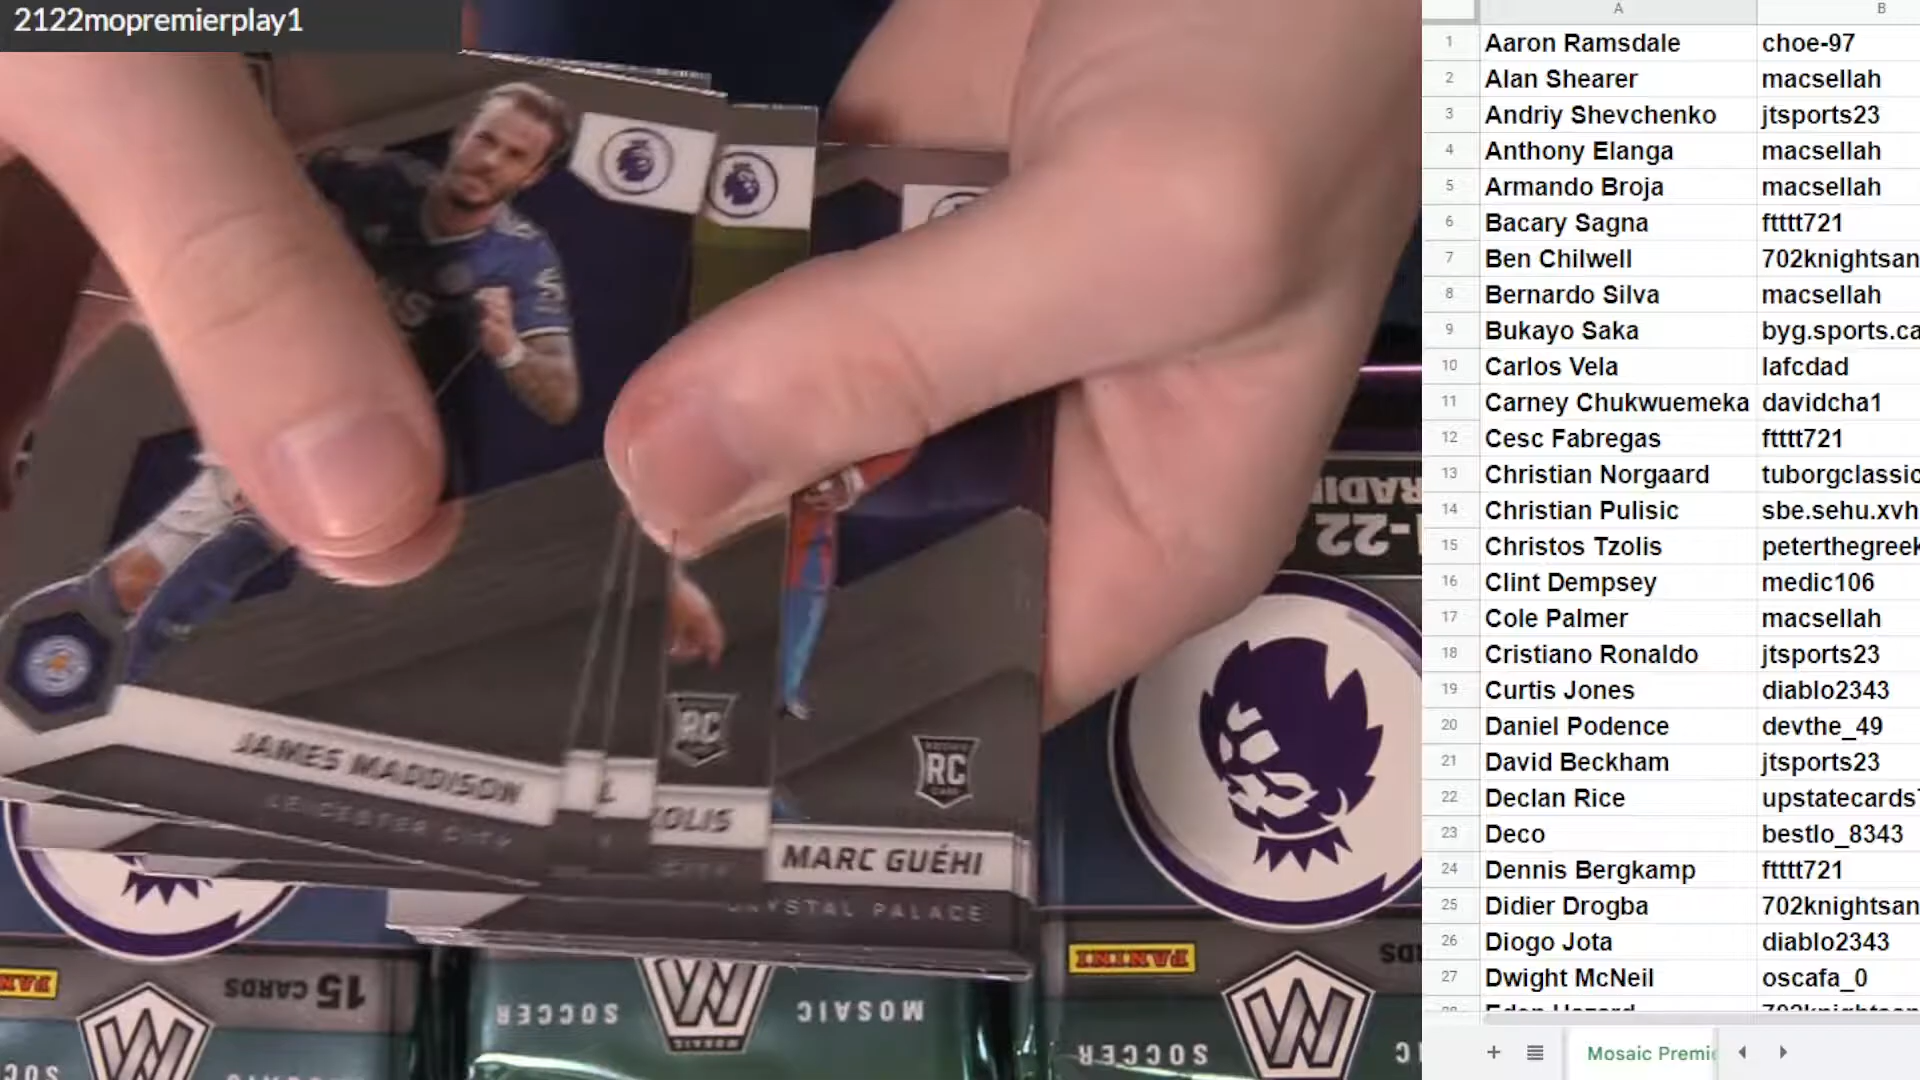 2122mopremierplay1
JAMES MADDISON
LEICESTER CITY
L
RC
ZOLIS
CITY
RC
MARC GUÉHI
CRYSTAL PALACE
22-
PANINI
15 CARDS
SOCCER
MOSAIC
MOSAIC
SOCCER
PANINI
SOCCER
A B
1 Aaron Ramsdale choe-97
2 Alan Shearer macsellah
3 Andriy Shevchenko jtsports23
4 Anthony Elanga macsellah
5 Armando Broja macsellah
6 Bacary Sagna ftttt721
7 Ben Chilwell 702knightsan
8 Bernardo Silva macsellah
9 Bukayo Saka byg.sports.ca
10 Carlos Vela lafcdad
11 Carney Chukwuemeka davidcha1
12 Cesc Fabregas ftttt721
13 Christian Norgaard tuborgclassic
14 Christian Pulisic sbe.sehu.xvh
15 Christos Tzolis peterthegreek
16 Clint Dempsey medic106
17 Cole Palmer macsellah
18 Cristiano Ronaldo jtsports23
19 Curtis Jones diablo2343
20 Daniel Podence devthe_49
21 David Beckham jtsports23
22 Declan Rice upstatecards
23 Deco bestlo_8343
24 Dennis Bergkamp ftttt721
25 Didier Drogba 702knightsan
26 Diogo Jota diablo2343
27 Dwight McNeil oscafa_0
Mosaic Premi